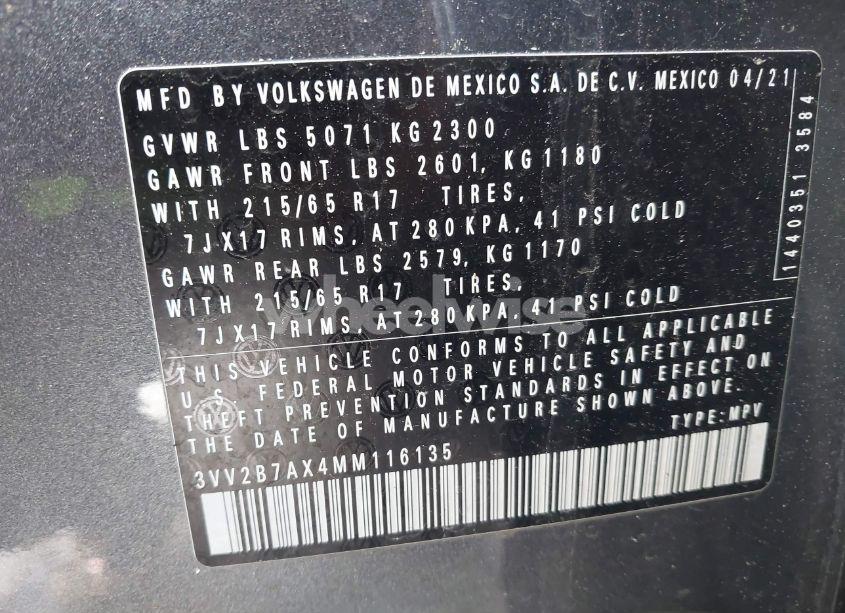 MFD BY VOLKSWAGEN DE MEXICO S.A. DE C.V. MEXICO 04/21
GVWR LBS 5071 KG 2300
GAWR FRONT LBS 2601, KG 1180
WITH 215/65 R17 TIRES,
7JX17 RIMS, AT 280 KPA, 41 PSI COLD
GAWR REAR LBS 2579, KG 1170
WITH 215/65 R17 TIRES,
7JX17 RIMS, AT 280 KPA, 41 PSI COLD
THIS VEHICLE CONFORMS TO ALL APPLICABLE
U.S. FEDERAL MOTOR VEHICLE SAFETY AND
THEFT PREVENTION STANDARDS IN EFFECT ON
THE DATE OF MANUFACTURE SHOWN ABOVE.
TYPE: MPV
3VV2B7AX4MM116135
1440351 3584
wheelwise